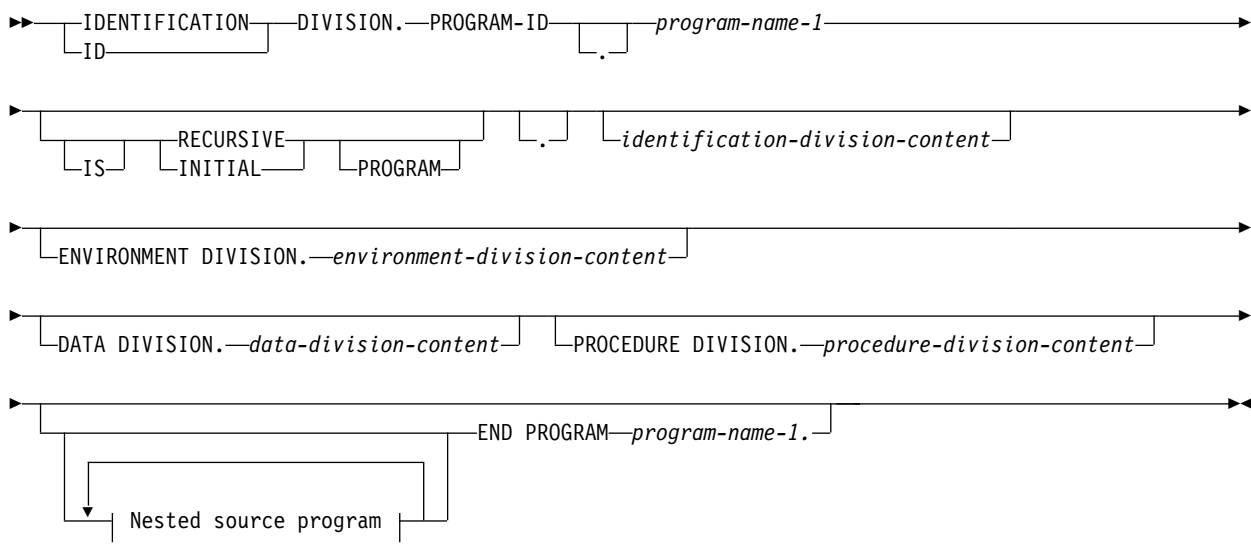 IDENTIFICATION DIVISION. PROGRAM-ID program-name-1
ID .
RECURSIVE . identification-division-content
IS INITIAL PROGRAM
ENVIRONMENT DIVISION. environment-division-content
DATA DIVISION. data-division-content PROCEDURE DIVISION. procedure-division-content
END PROGRAM program-name-1.
Nested source program